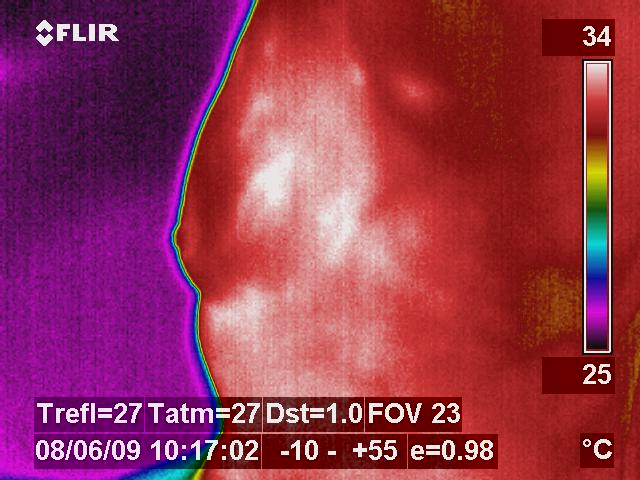 FLIR
34
25
Trefl=27 Tatm=27 Dst=1.0 FOV 23
08/06/09 10:17:02 -10 - +55 e=0.98 °C